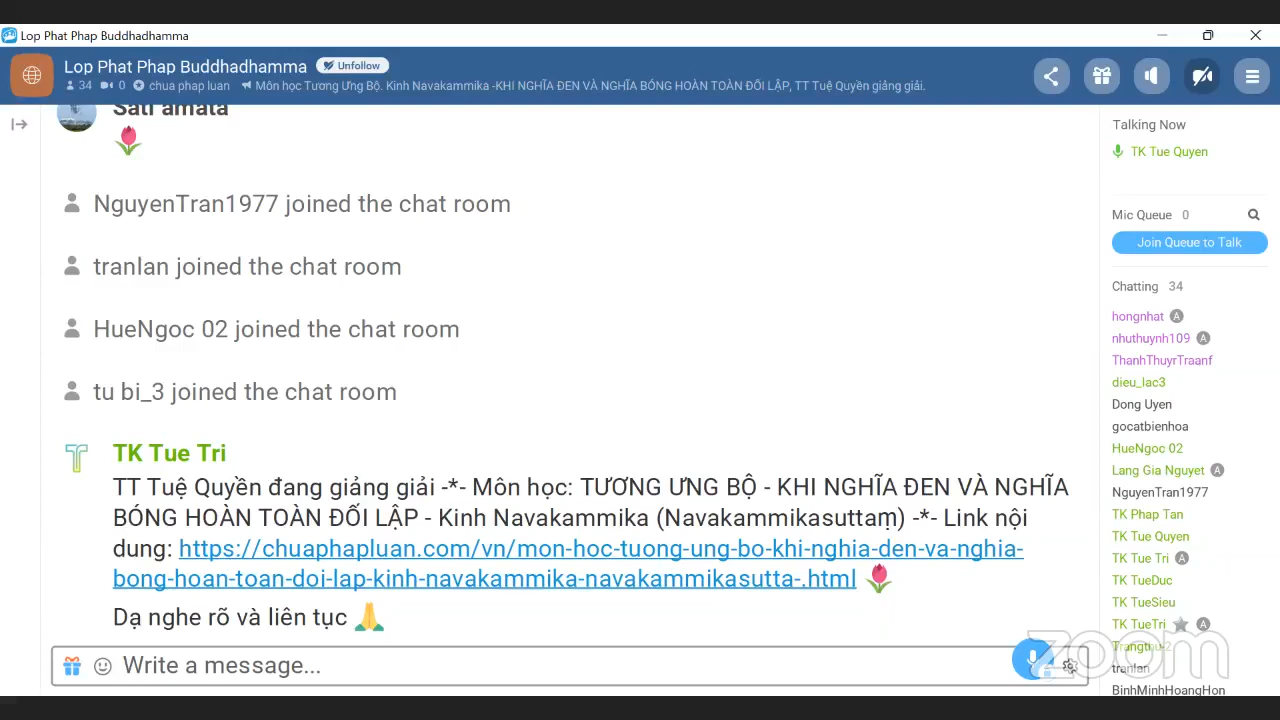 Lop Phat Phap Buddhadhamma
Lop Phat Phap Buddhadhamma Unfollow
34 0 chua phap luan Môn học Tương Ưng Bộ. Kinh Navakammika -KHI NGHĨA ĐEN VÀ NGHĨA BÓNG HOÀN TOÀN ĐỐI LẬP, TT Tuệ Quyền giảng giải.
Sati amata
NguyenTran1977 joined the chat room
tranlan joined the chat room
HueNgoc 02 joined the chat room
tu bi_3 joined the chat room
TK Tue Tri
TT Tuệ Quyền đang giảng giải -*- Môn học: TƯƠNG ƯNG BỘ - KHI NGHĨA ĐEN VÀ NGHĨA
BÓNG HOÀN TOÀN ĐỐI LẬP - Kinh Navakammika (Navakammikasuttaṃ) -*- Link nội
dung: https://chuaphapluan.com/vn/mon-hoc-tuong-ung-bo-khi-nghia-den-va-nghia-
bong-hoan-toan-doi-lap-kinh-navakammika-navakammikasutta-.html
Dạ nghe rõ và liên tục
Write a message...
Talking Now
TK Tue Quyen
Mic Queue 0
Join Queue to Talk
Chatting 34
hongnhat A
nhuthuynh109 A
ThanhThuyrTraanf
dieu_lac3
Dong Uyen
gocatbienhoa
HueNgoc 02
Lang Gia Nguyet A
NguyenTran1977
TK Phap Tan
TK Tue Quyen
TK Tue Tri A
TK TueDuc
TK TueSieu
TK TueTri A
Trangthu-2
tranlan
BinhMinhHoangHon
zoom